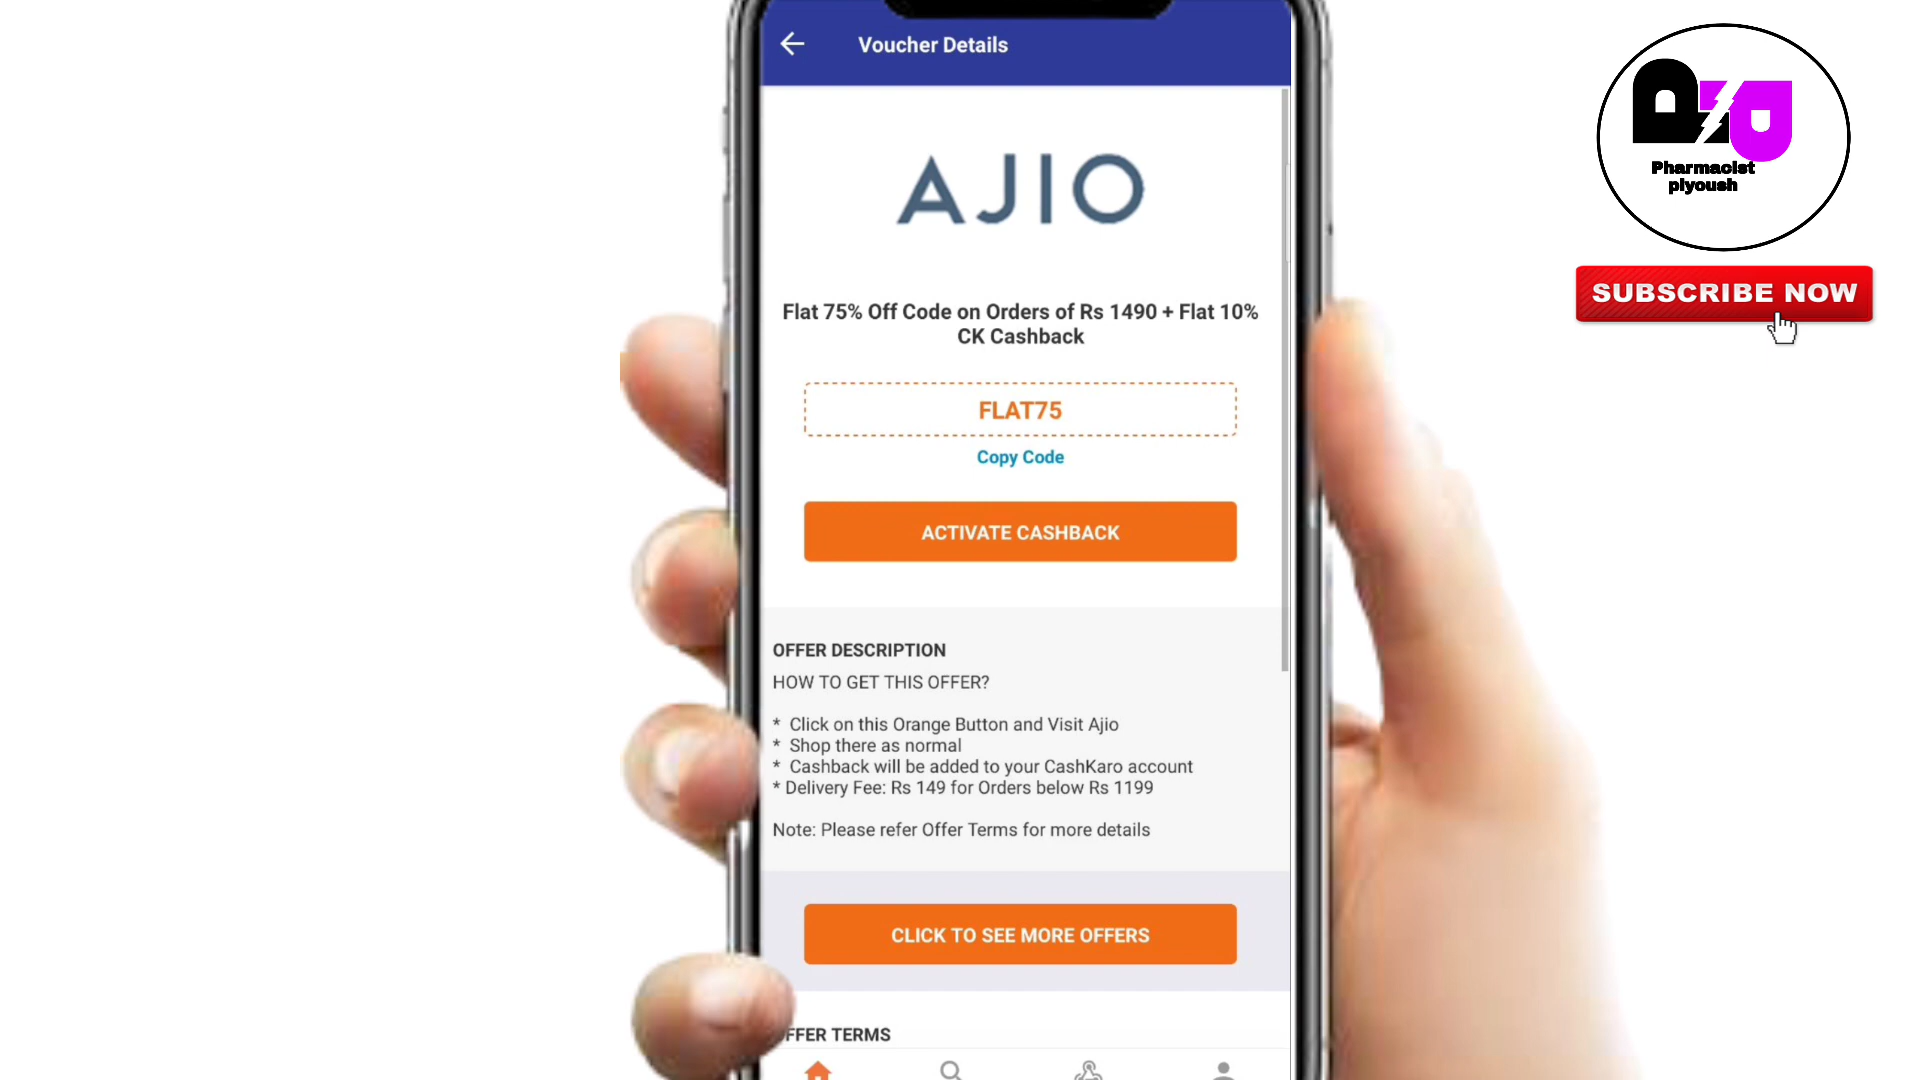 Voucher Details
AJIO
Flat 75% Off Code on Orders of Rs 1490 + Flat 10%
CK Cashback
FLAT75
Copy Code
ACTIVATE CASHBACK
OFFER DESCRIPTION
HOW TO GET THIS OFFER?
* Click on this Orange Button and Visit Ajio
* Shop there as normal
* Cashback will be added to your CashKaro account
* Delivery Fee: Rs 149 for Orders below Rs 1199
Note: Please refer Offer Terms for more details
CLICK TO SEE MORE OFFERS
FFER TERMS
Pharmacist
piyoush
SUBSCRIBE NOW